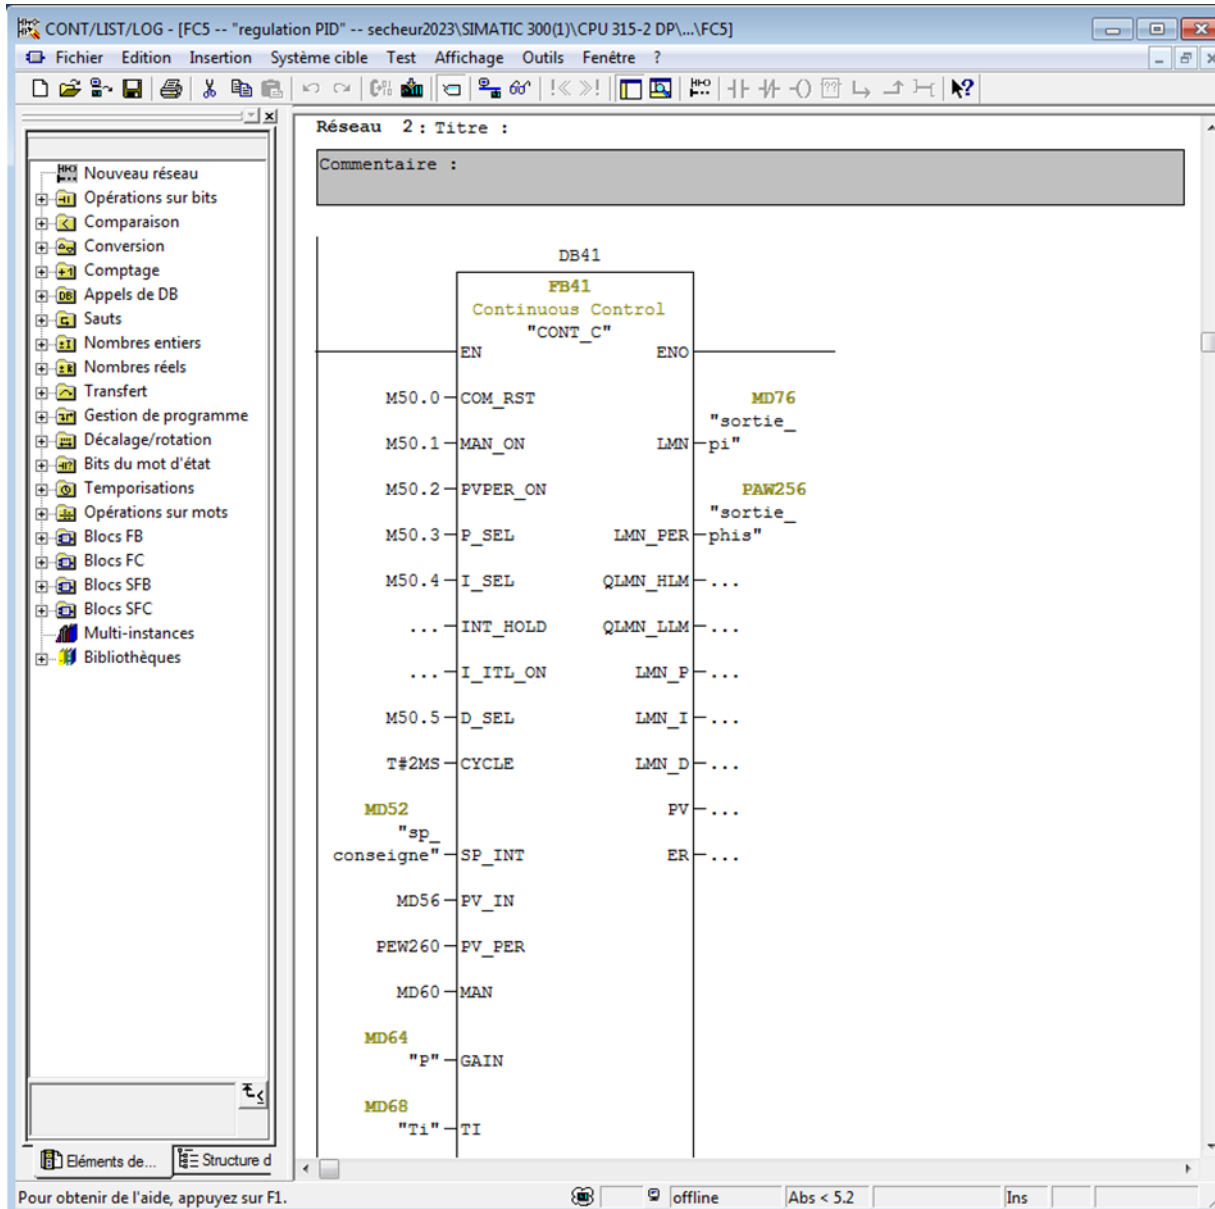 CONT/LIST/LOG - [FC5 -- "regulation PID" -- secheur2023\SIMATIC 300(1)\CPU 315-2 DP\...\FC5]
Fichier Edition Insertion Système cible Test Affichage Outils Fenêtre ?
Nouveau réseau
Opérations sur bits
Comparaison
Conversion
Comptage
Appels de DB
Sauts
Nombres entiers
Nombres réels
Transfert
Gestion de programme
Décalage/rotation
Bits du mot d'état
Temporisations
Opérations sur mots
Blocs FB
Blocs FC
Blocs SFB
Blocs SFC
Multi-instances
Bibliothèques
Eléments de... Structure d
Réseau 2 : Titre :
Commentaire :
DB41
FB41
Continuous Control
"CONT_C"
EN ENO
M50.0 COM_RST MD76
"sortie_
M50.1 MAN_ON LMN pi"
M50.2 PVPER_ON PAW256
"sortie_
M50.3 P_SEL LMN_PER phis"
M50.4 I_SEL QLMN_HLM ...
... INT_HOLD QLMN_LLM ...
... I_ITL_ON LMN_P ...
M50.5 D_SEL LMN_I ...
T#2MS CYCLE LMN_D ...
MD52 PV ...
"sp_
conseigne" SP_INT ER ...
MD56 PV_IN
PEW260 PV_PER
MD60 MAN
MD64
"P" GAIN
MD68
"Ti" TI
Pour obtenir de l'aide, appuyez sur F1. offline Abs < 5.2 Ins